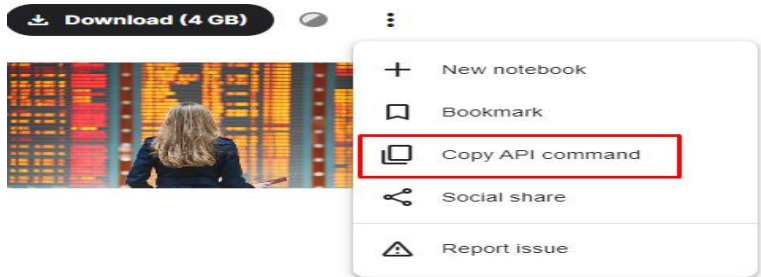 Download (4 GB)
New notebook
Bookmark
Copy API command
Social share
Report issue